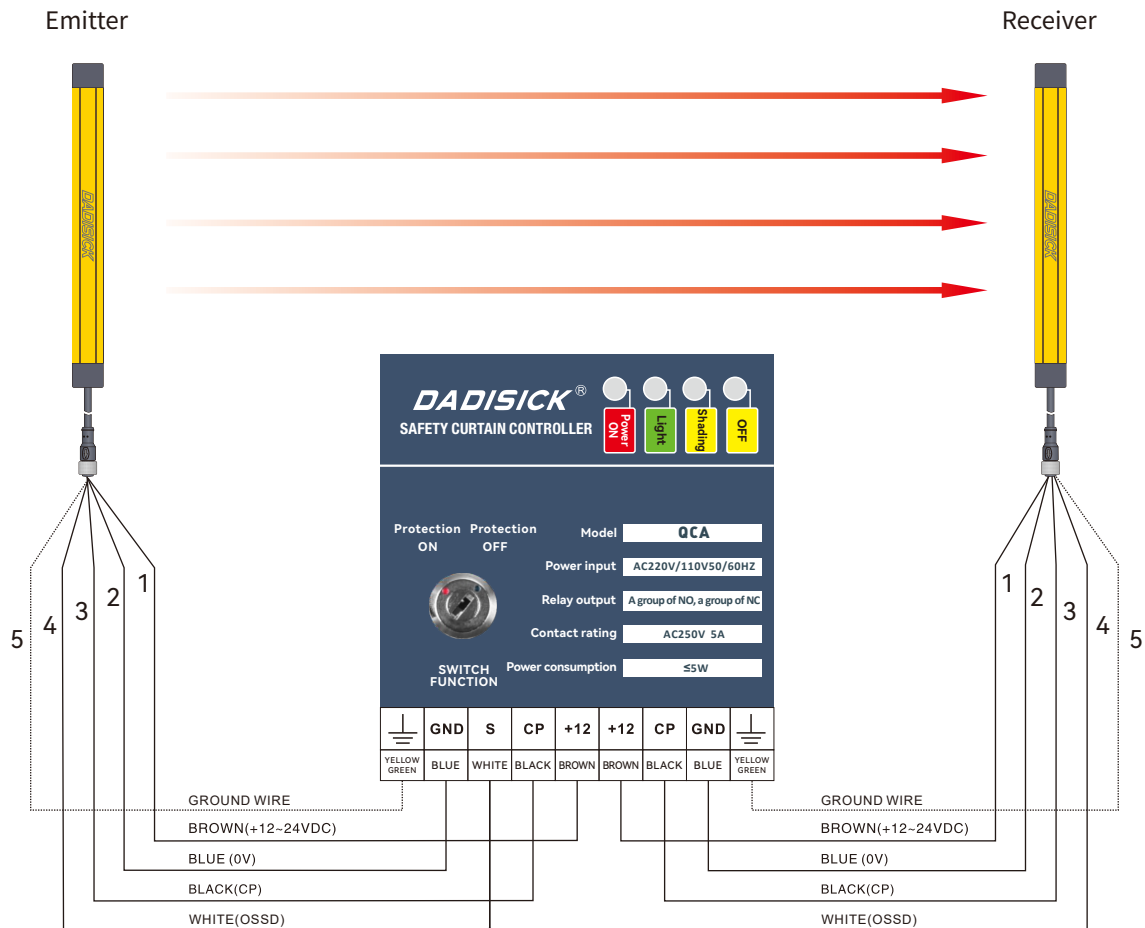 Emitter
Receiver
DADISICK
DADISICK
DADISICK®
SAFETY CURTAIN CONTROLLER
Power ON
Light
Shading
OFF
Protection ON
Protection OFF
SWITCH FUNCTION
Model QCA
Power input AC220V/110V50/60HZ
Relay output A group of NO, a group of NC
Contact rating AC250V 5A
Power consumption ≤5W
5 4 3 2 1
1 2 3 4 5
GND S CP +12 +12 CP GND
YELLOW GREEN BLUE WHITE BLACK BROWN BROWN BLACK BLUE YELLOW GREEN
GROUND WIRE
BROWN(+12~24VDC)
BLUE (0V)
BLACK(CP)
WHITE(OSSD)
GROUND WIRE
BROWN(+12~24VDC)
BLUE (0V)
BLACK(CP)
WHITE(OSSD)